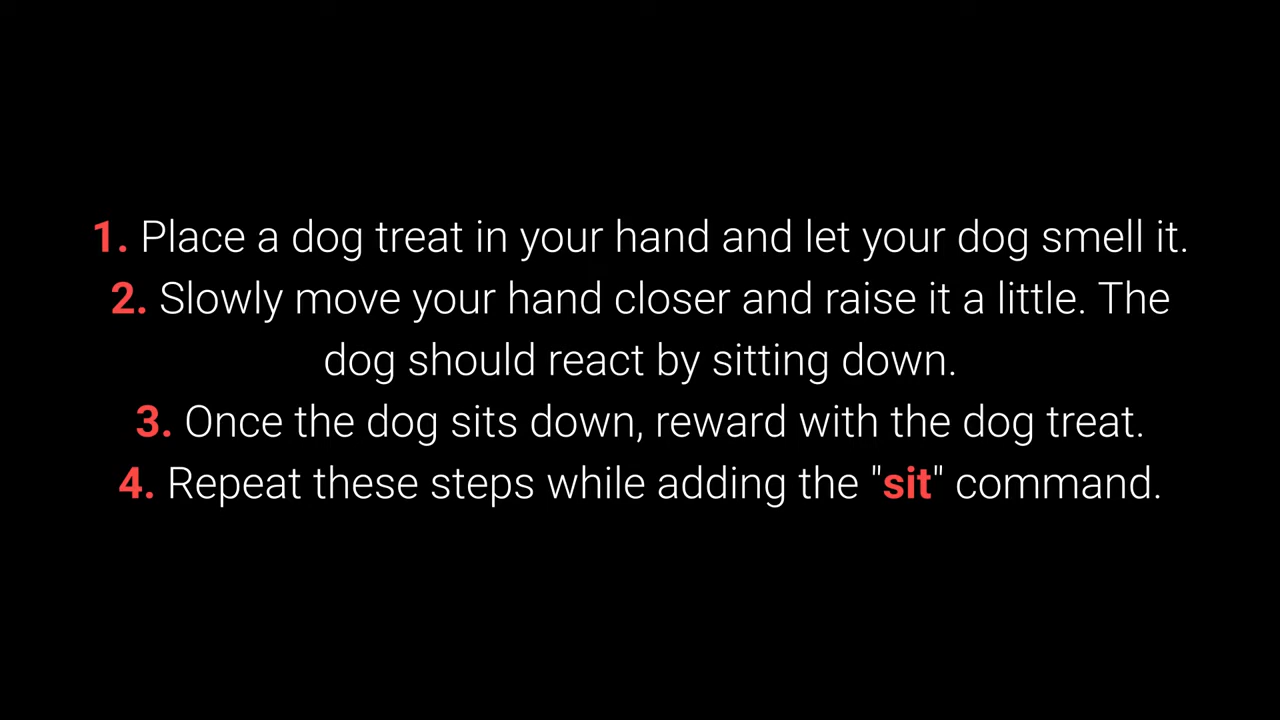 1. Place a dog treat in your hand and let your dog smell it.
2. Slowly move your hand closer and raise it a little. The
dog should react by sitting down.
3. Once the dog sits down, reward with the dog treat.
4. Repeat these steps while adding the "sit" command.